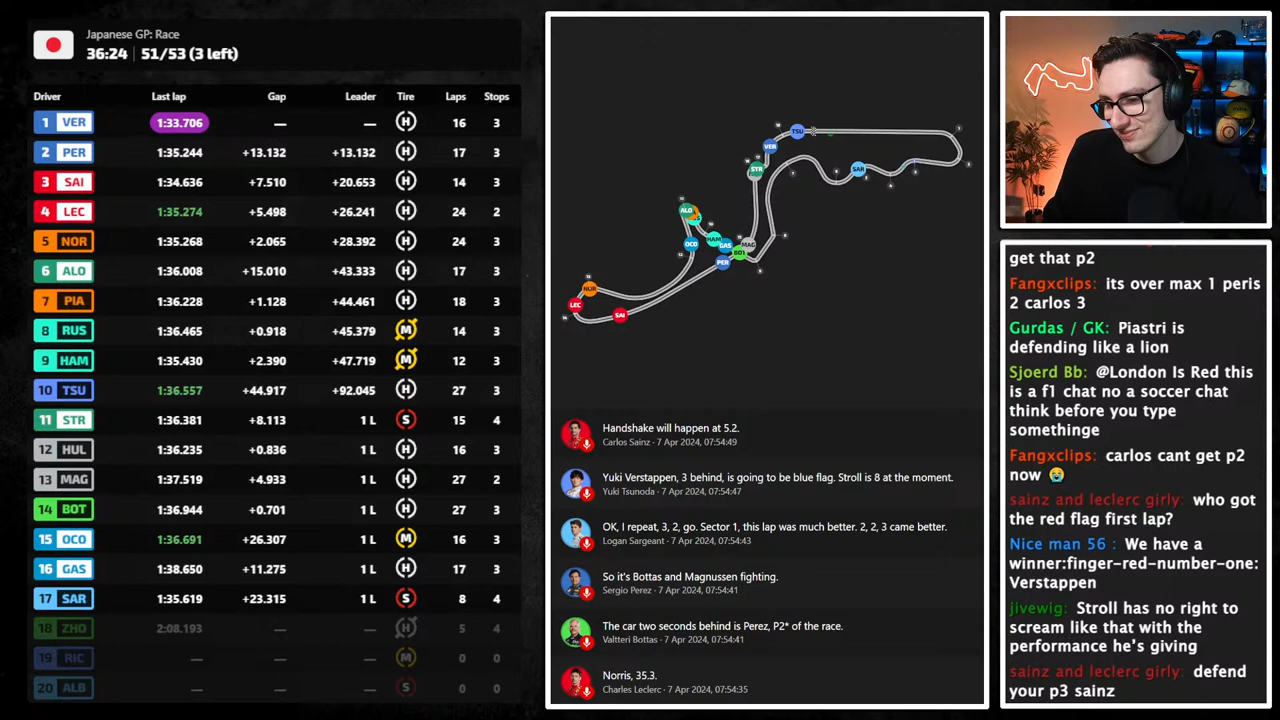 Japanese GP: Race
36:24 51/53 (3 left)
Driver Last lap Gap Leader Tire Laps Stops
1 VER 1:33.706 — — H 16 3
2 PER 1:35.244 +13.132 +13.132 H 17 3
3 SAI 1:34.636 +7.510 +20.653 H 14 3
4 LEC 1:35.274 +5.498 +26.241 H 24 2
5 NOR 1:35.268 +2.065 +28.392 H 24 3
6 ALO 1:36.008 +15.010 +43.333 H 17 3
7 PIA 1:36.228 +1.128 +44.461 H 18 3
8 RUS 1:36.465 +0.918 +45.379 M 14 3
9 HAM 1:35.430 +2.390 +47.719 M 12 3
10 TSU 1:36.557 +44.917 +92.045 H 27 3
11 STR 1:36.381 +8.113 1 L S 15 4
12 HUL 1:36.235 +0.836 1 L H 16 3
13 MAG 1:37.519 +4.933 1 L H 27 2
14 BOT 1:36.944 +0.701 1 L H 27 3
15 OCO 1:36.691 +26.307 1 L M 16 3
16 GAS 1:38.650 +11.275 1 L H 17 3
17 SAR 1:35.619 +23.315 1 L S 8 4
18 ZHO 2:08.193 — — H 5
19 RIC — — — M 0 0
20 ALB — — — S 0 0
TSU
VER
STR
SAR
ALO
HAM
OCO
GAS
MAG
BOT
PER
NOR
LEC
SAI
Handshake will happen at 5.2.
Carlos Sainz · 7 Apr 2024, 07:54:49
Yuki Verstappen, 3 behind, is going to be blue flag. Stroll is 8 at the moment.
Yuki Tsunoda · 7 Apr 2024, 07:54:47
OK, I repeat, 3, 2, go. Sector 1, this lap was much better. 2, 2, 3 came better.
Logan Sargeant · 7 Apr 2024, 07:54:43
So it's Bottas and Magnussen fighting.
Sergio Perez · 7 Apr 2024, 07:54:41
The car two seconds behind is Perez, P2* of the race.
Valtteri Bottas · 7 Apr 2024, 07:54:41
Norris, 35.3.
Charles Leclerc · 7 Apr 2024, 07:54:35
get that p2
Fangxclips: its over max 1 peris
2 carlos 3
Gurdas / GK: Piastri is
defending like a lion
Sjoerd Bb: @London Is Red this
is a f1 chat no a soccer chat
think before you type
somethinge
Fangxclips: carlos cant get p2
now 😭
sainz and leclerc girly: who got
the red flag first lap?
Nice man 56 : We have a
winner:finger-red-number-one:
Verstappen
jivewig: Stroll has no right to
scream like that with the
performance he's giving
sainz and leclerc girly: defend
your p3 sainz